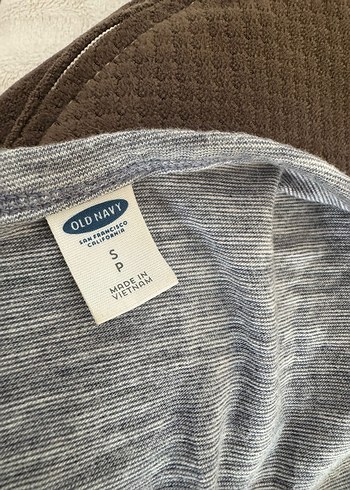 OLD NAVY
SAN FRANCISCO
CALIFORNIA
S
P
MADE IN
VIETNAM